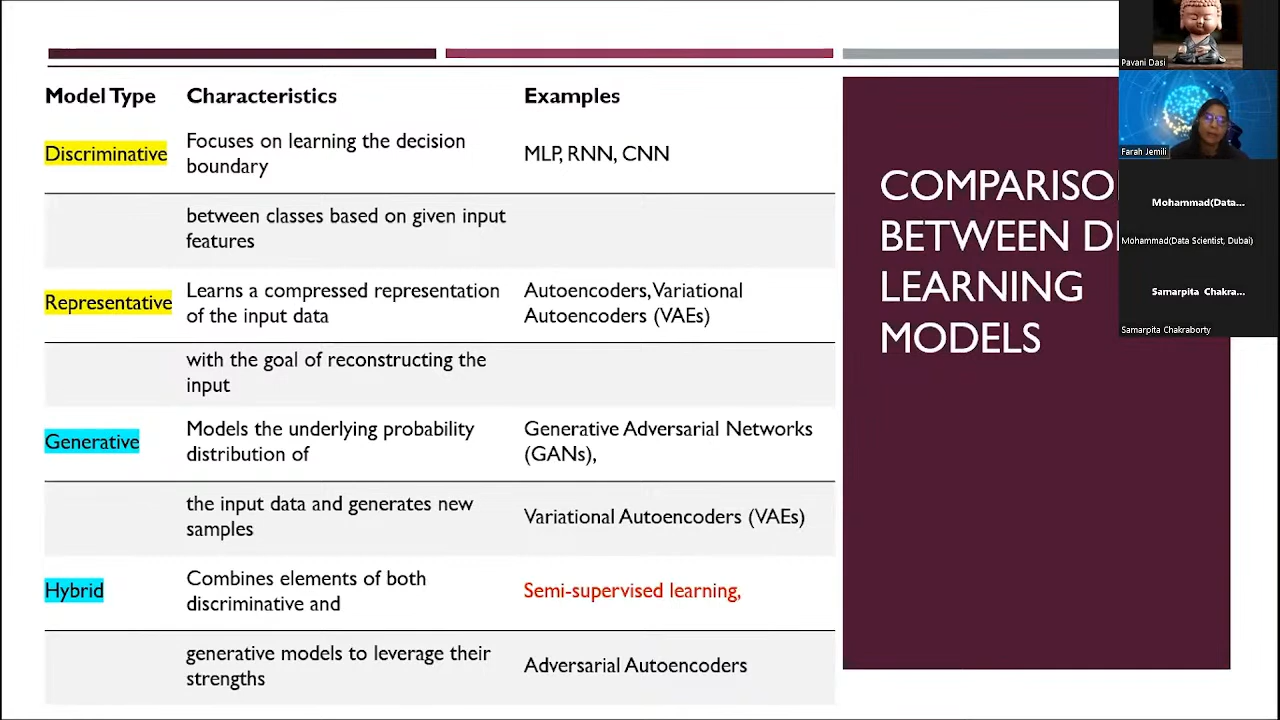 Model Type Characteristics Examples
Discriminative
Focuses on learning the decision
boundary
MLP, RNN, CNN
between classes based on given input
features
Representative
Learns a compressed representation
of the input data
Autoencoders, Variational
Autoencoders (VAEs)
with the goal of reconstructing the
input
Generative
Models the underlying probability
distribution of
Generative Adversarial Networks
(GANs),
the input data and generates new
samples
Variational Autoencoders (VAEs)
Hybrid
Combines elements of both
discriminative and
Semi-supervised learning,
generative models to leverage their
strengths
Adversarial Autoencoders
COMPARISO
BETWEEN D
LEARNING
MODELS
Pavani Dasi
Farah Jemili
Mohammad(Data...
Mohammad(Data Scientist, Dubai)
Samarpita Chakra...
Samarpita Chakraborty